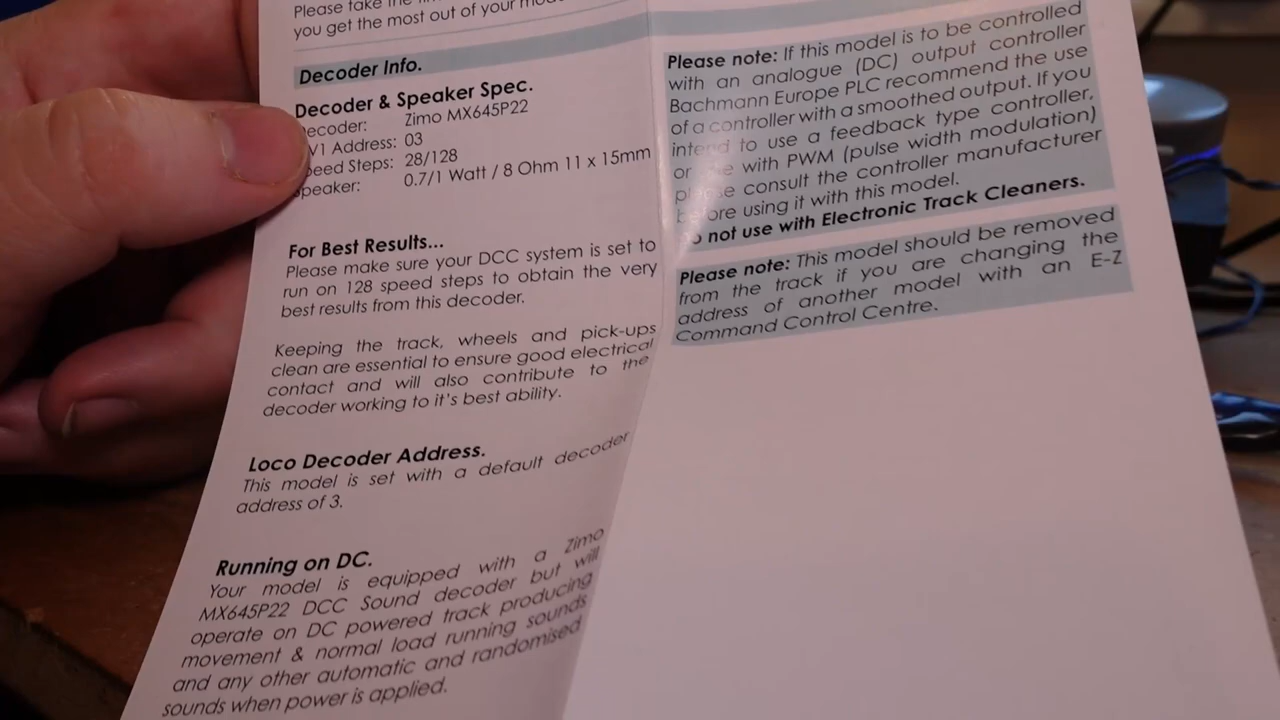 Please take the
you get the most out of your
Decoder Info.
Decoder & Speaker Spec.
ecoder: Zimo MX645P22
V1 Address: 03
peed Steps: 28/128
peaker: 0.7/1 Watt / 8 Ohm 11 x 15mm
For Best Results...
Please make sure your DCC system is set to
run on 128 speed steps to obtain the very
best results from this decoder.
Keeping the track, wheels and pick-ups
clean are essential to ensure good electrical
contact and will also contribute to the
decoder working to it's best ability.
Loco Decoder Address.
This model is set with a default decoder
address of 3.
Running on DC.
Your model is equipped with a Zimo
MX645P22 DCC Sound decoder but will
operate on DC powered track producing
movement & normal load running sounds
and any other automatic and randomised
sounds when power is applied.
Please note: If this model is to be controlled
with an analogue (DC) output controller
Bachmann Europe PLC recommend the use
of a controller with a smoothed output. If you
intend to use a feedback type controller,
or with PWM (pulse width modulation)
please consult the controller manufacturer
before using it with this model.
o not use with Electronic Track Cleaners.
Please note: This model should be removed
from the track if you are changing the
address of another model with an E-Z
Command Control Centre.